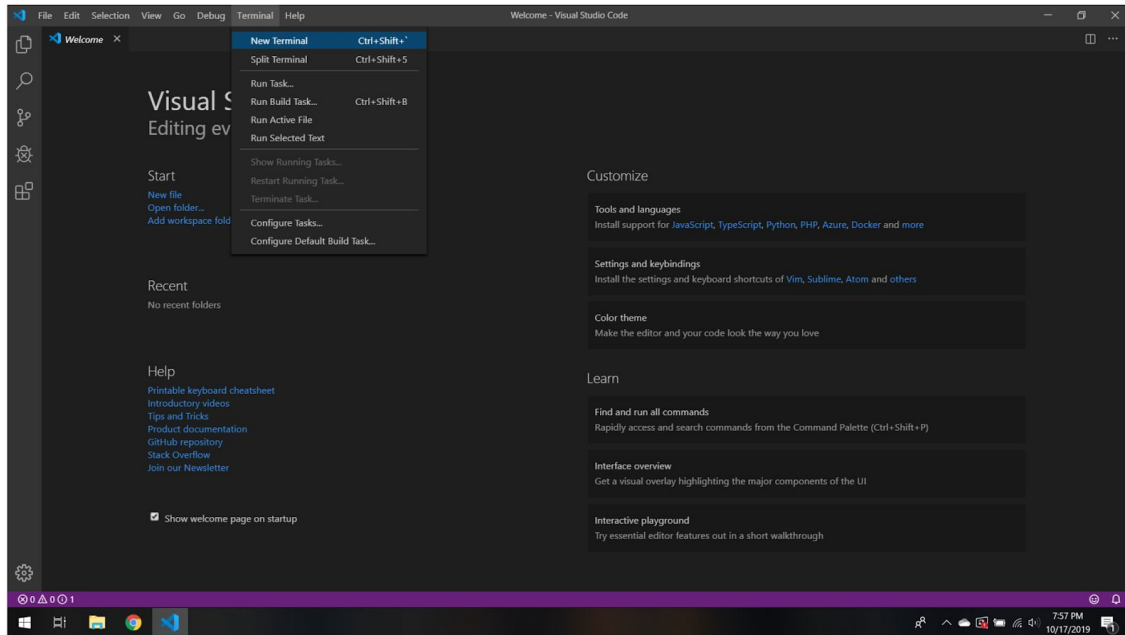 File Edit Selection View Go Debug Terminal Help
Welcome - Visual Studio Code
Welcome
New Terminal Ctrl+Shift+`
Split Terminal Ctrl+Shift+5
Run Task...
Run Build Task... Ctrl+Shift+B
Run Active File
Run Selected Text
Show Running Tasks...
Restart Running Task...
Terminate Task...
Configure Tasks...
Configure Default Build Task...
Visual S
Editing ev
Start
New file
Open folder...
Add workspace fold
Recent
No recent folders
Help
Printable keyboard cheatsheet
Introductory videos
Tips and Tricks
Product documentation
GitHub repository
Stack Overflow
Join our Newsletter
Show welcome page on startup
Customize
Tools and languages
Install support for JavaScript, TypeScript, Python, PHP, Azure, Docker and more
Settings and keybindings
Install the settings and keyboard shortcuts of Vim, Sublime, Atom and others
Color theme
Make the editor and your code look the way you love
Learn
Find and run all commands
Rapidly access and search commands from the Command Palette (Ctrl+Shift+P)
Interface overview
Get a visual overlay highlighting the major components of the UI
Interactive playground
Try essential editor features out in a short walkthrough
0 0 1
7:57 PM
10/17/2019
1